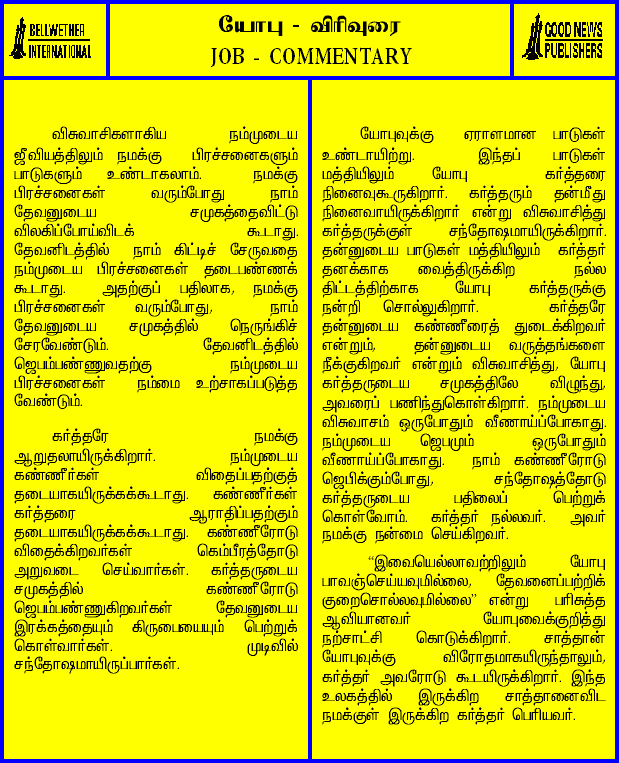 BELLWETHER
INTERNATIONAL
யோபு - விரிவுரை
JOB - COMMENTARY
GOOD NEWS
PUBLISHERS
விசுவாசிகளாகிய நம்முடைய
ஜீவியத்திலும் நமக்கு பிரச்சனைகளும்
பாடுகளும் உண்டாகலாம். நமக்கு
பிரச்சனைகள் வரும்போது நாம்
தேவனுடைய சமுகத்தைவிட்டு
விலகிப்போய்விடக் கூடாது.
தேவனிடத்தில் நாம் கிட்டிச் சேருவதை
நம்முடைய பிரச்சனைகள் தடைபண்ணக்
கூடாது. அதற்குப் பதிலாக, நமக்கு
பிரச்சனைகள் வரும்போது, நாம்
தேவனுடைய சமுகத்தில் நெருங்கிச்
சேரவேண்டும். தேவனிடத்தில்
ஜெபம்பண்ணுவதற்கு நம்முடைய
பிரச்சனைகள் நம்மை உற்சாகப்படுத்த
வேண்டும்.
கர்த்தரே நமக்கு
ஆறுதலாயிருக்கிறார். நம்முடைய
கண்ணீர்கள் விதைப்பதற்குத்
தடையாகயிருக்கக்கூடாது. கண்ணீர்கள்
கர்த்தரை ஆராதிப்பதற்கும்
தடையாகயிருக்கக்கூடாது. கண்ணீரோடு
விதைக்கிறவர்கள் கெம்பீரத்தோடு
அறுவடை செய்வார்கள். கர்த்தருடைய
சமுகத்தில் கண்ணீரோடு
ஜெபம்பண்ணுகிறவர்கள் தேவனுடைய
இரக்கத்தையும் கிருபையையும் பெற்றுக்
கொள்வார்கள். முடிவில்
சந்தோஷமாயிருப்பார்கள்.
யோபுவுக்கு ஏராளமான பாடுகள்
உண்டாயிற்று. இந்தப் பாடுகள்
மத்தியிலும் யோபு கர்த்தரை
நினைவுகூருகிறார். கர்த்தரும் தன்மீது
நினைவாயிருக்கிறார் என்று விசுவாசித்து
கர்த்தருக்குள் சந்தோஷமாயிருக்கிறார்.
தன்னுடைய பாடுகள் மத்தியிலும் கர்த்தர்
தனக்காக வைத்திருக்கிற நல்ல
திட்டத்திற்காக யோபு கர்த்தருக்கு
நன்றி சொல்லுகிறார். கர்த்தரே
தன்னுடைய கண்ணீரைத் துடைக்கிறவர்
என்றும், தன்னுடைய வருத்தங்களை
நீக்குகிறவர் என்றும் விசுவாசித்து, யோபு
கர்த்தருடைய சமுகத்திலே விழுந்து,
அவரைப் பணிந்துகொள்கிறார். நம்முடைய
விசுவாசம் ஒருபோதும் வீணாய்ப்போகாது.
நம்முடைய ஜெபமும் ஒருபோதும்
வீணாய்ப்போகாது. நாம் கண்ணீரோடு
ஜெபிக்கும்போது, சந்தோஷத்தோடு
கர்த்தருடைய பதிலைப் பெற்றுக்
கொள்வோம். கர்த்தர் நல்லவர். அவர்
நமக்கு நன்மை செய்கிறவர்.
“இவையெல்லாவற்றிலும் யோபு
பாவஞ்செய்யவுமில்லை, தேவனைப்பற்றிக்
குறைசொல்லவுமில்லை” என்று பரிசுத்த
ஆவியானவர் யோபுவைக்குறித்து
நற்சாட்சி கொடுக்கிறார். சாத்தான்
யோபுவுக்கு விரோதமாகயிருந்தாலும்,
கர்த்தர் அவரோடு கூடயிருக்கிறார். இந்த
உலகத்தில் இருக்கிற சாத்தானைவிட
நமக்குள் இருக்கிற கர்த்தர் பெரியவர்.